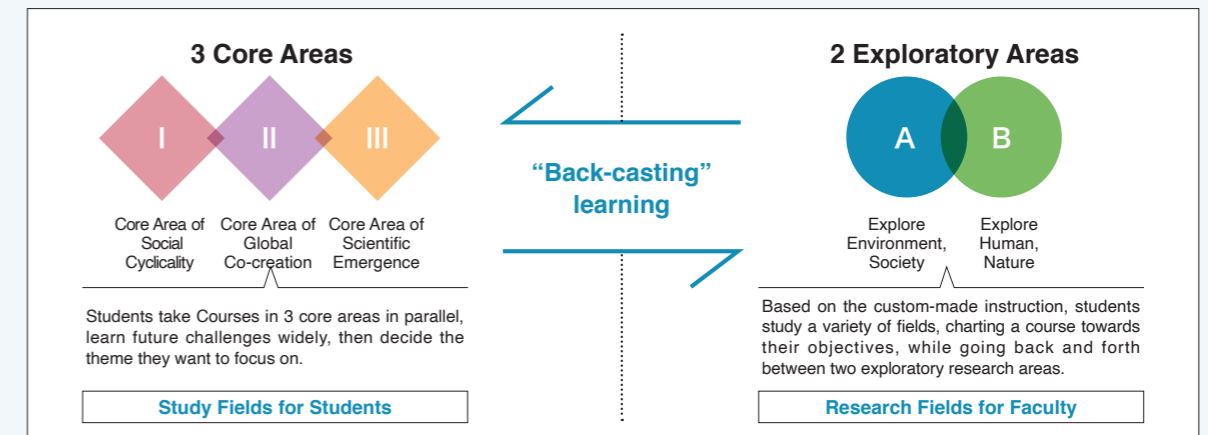 3 Core Areas
I
II
III
Core Area of
Social
Cyclicality
Core Area of
Global
Co-creation
Core Area of
Scientific
Emergence
Students take Courses in 3 core areas in parallel,
learn future challenges widely, then decide the
theme they want to focus on.
Study Fields for Students
“Back-casting”
learning
2 Exploratory Areas
A
B
Explore
Environment,
Society
Explore
Human,
Nature
Based on the custom-made instruction, students
study a variety of fields, charting a course towards
their objectives, while going back and forth
between two exploratory research areas.
Research Fields for Faculty